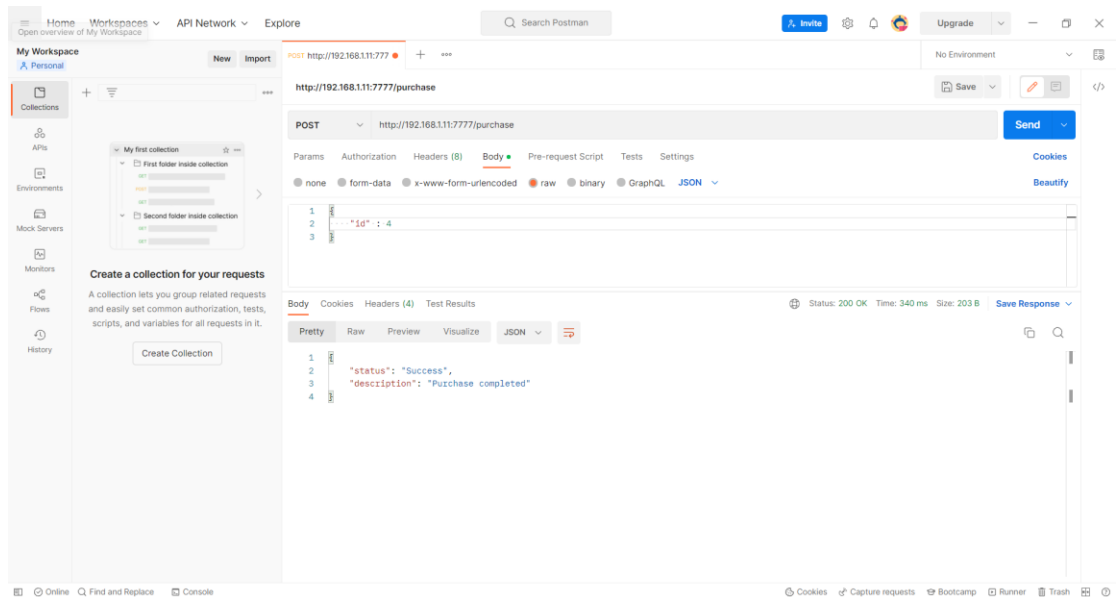 Home Workspaces API Network Explore Search Postman Invite Upgrade
Open overview of My Workspace
My Workspace New Import POST http://192.168.1.11:777 No Environment
Personal
http://192.168.1.11:7777/purchase Save
Collections
POST http://192.168.1.11:7777/purchase Send
APIs
Environments
Mock Servers
Monitors
Flows
History
My first collection
First folder inside collection
GET
POST
GET
Second folder inside collection
GET
GET
Create a collection for your requests
A collection lets you group related requests
and easily set common authorization, tests,
scripts, and variables for all requests in it.
Create Collection
Params Authorization Headers (8) Body Pre-request Script Tests Settings Cookies
none form-data x-www-form-urlencoded raw binary GraphQL JSON Beautify
1 {
2 ····"id" : 4
3 }
Body Cookies Headers (4) Test Results Status: 200 OK Time: 340 ms Size: 203 B Save Response
Pretty Raw Preview Visualize JSON
1 {
2 "status": "Success",
3 "description": "Purchase completed"
4 }
Online Find and Replace Console Cookies Capture requests Bootcamp Runner Trash